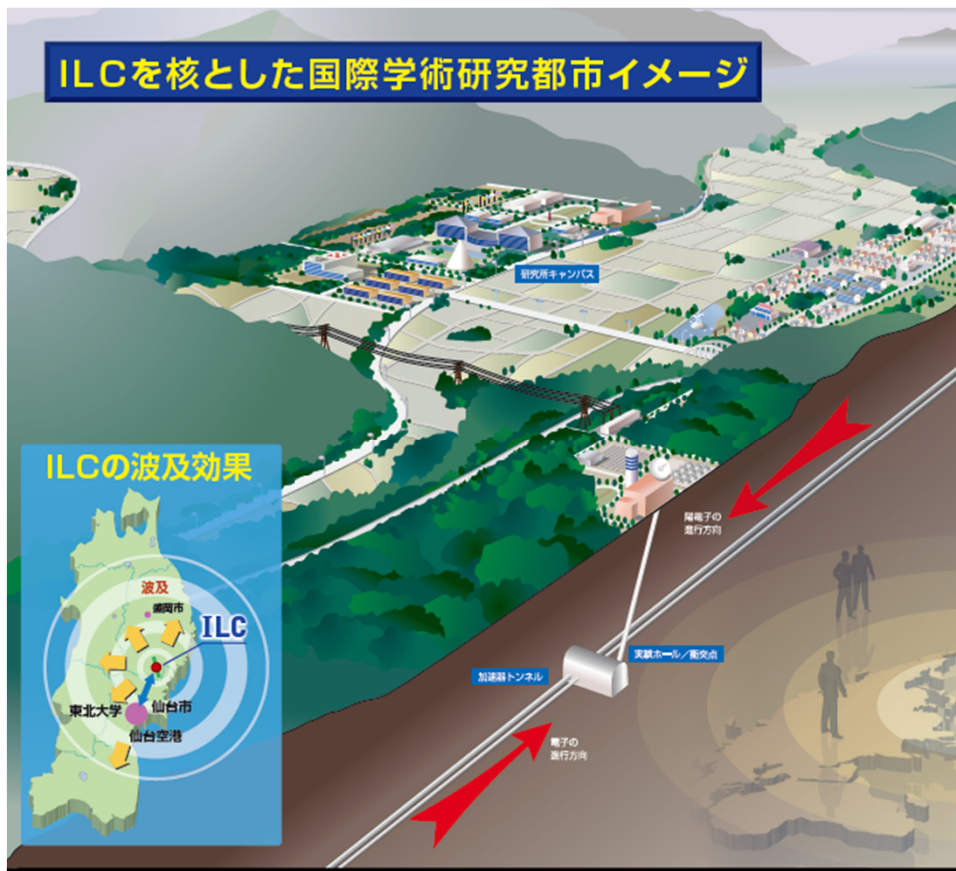 ILCを核とした国際学術研究都市イメージ
研究所キャンパス
陽電子の
進行方向
実験ホール/衝突点
加速器トンネル
電子の
進行方向
ILCの波及効果
波及
盛岡市
ILC
東北大学
仙台市
仙台空港